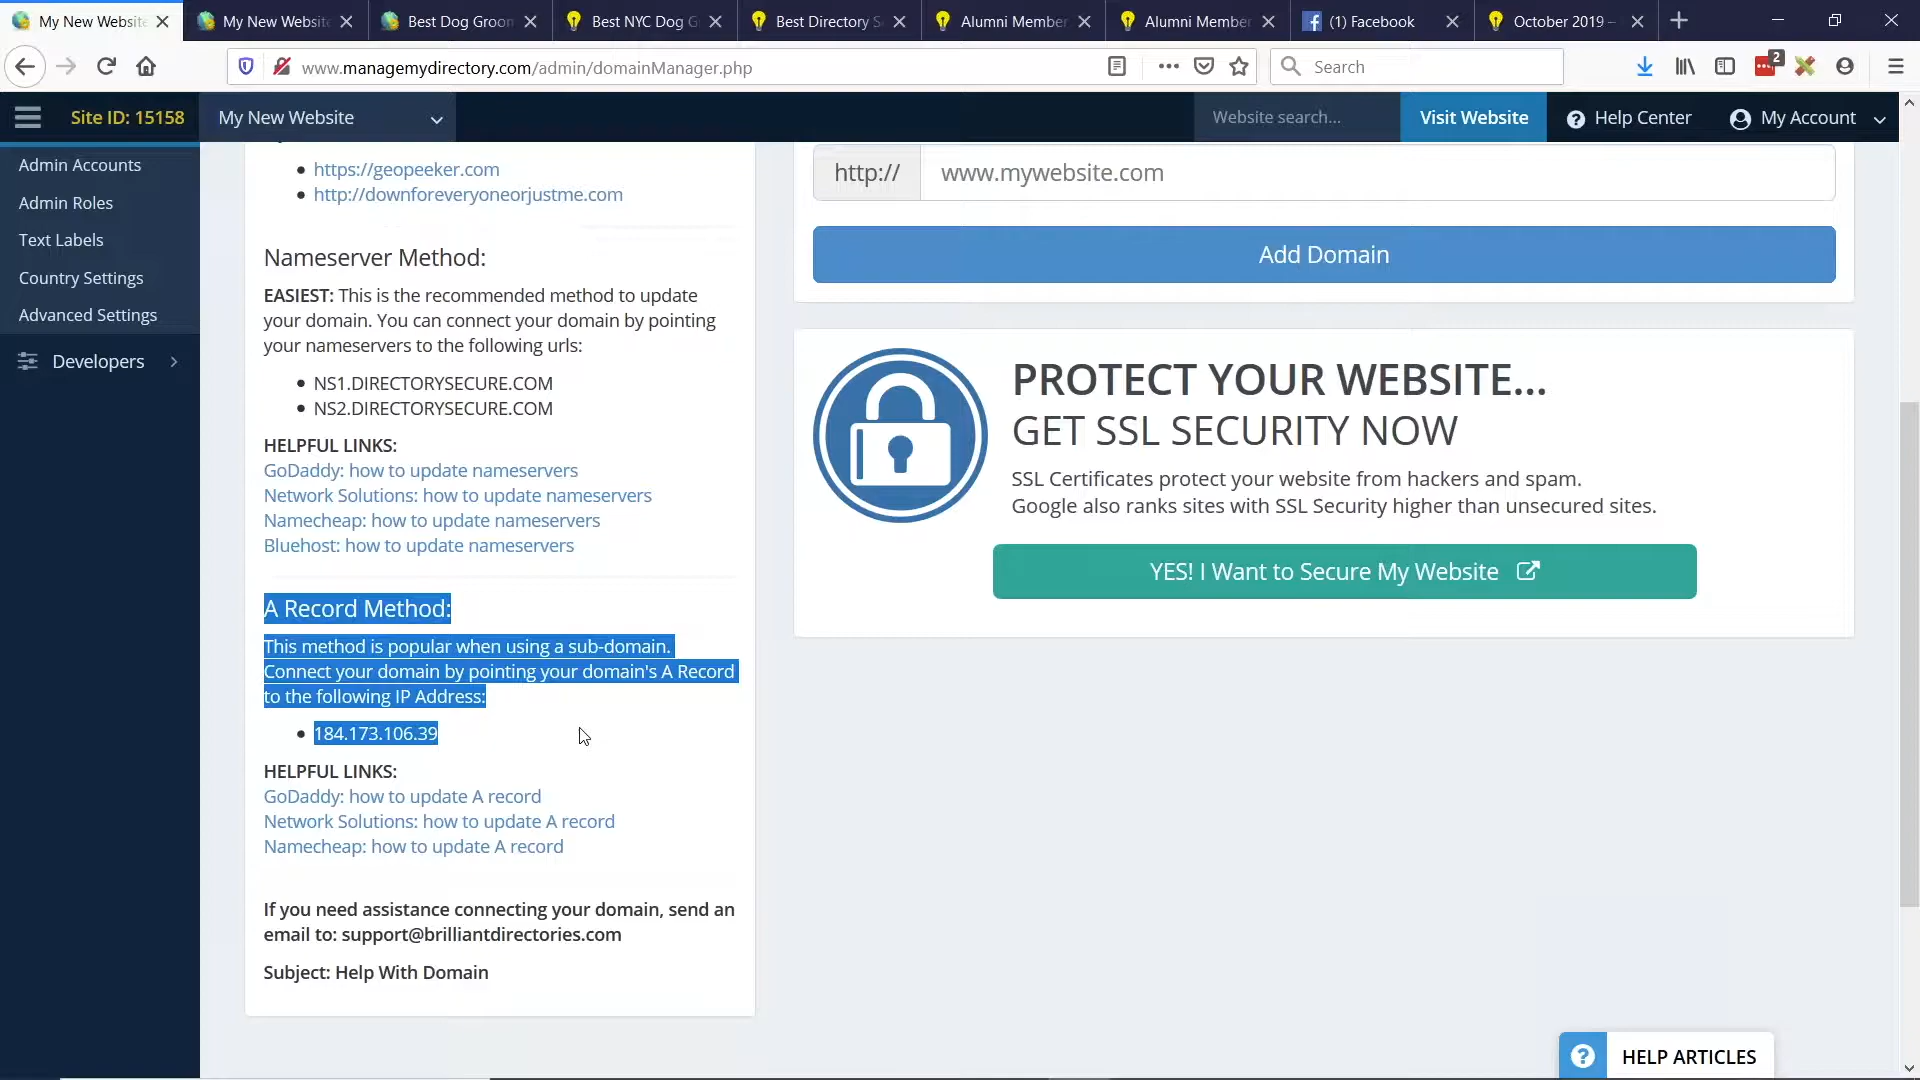 My New Website
My New Website
Best Dog Groom
Best NYC Dog G
Best Directory S
Alumni Member
Alumni Member
(1) Facebook
October 2019 –
www.managemydirectory.com/admin/domainManager.php
Search
2
Site ID: 15158
My New Website
Website search...
Visit Website
Help Center
My Account
Admin Accounts
Admin Roles
Text Labels
Country Settings
Advanced Settings
Developers
https://geopeeker.com
http://downforeveryoneorjustme.com
Nameserver Method:
EASIEST: This is the recommended method to update
your domain. You can connect your domain by pointing
your nameservers to the following urls:
NS1.DIRECTORYSECURE.COM
NS2.DIRECTORYSECURE.COM
HELPFUL LINKS:
GoDaddy: how to update nameservers
Network Solutions: how to update nameservers
Namecheap: how to update nameservers
Bluehost: how to update nameservers
A Record Method:
This method is popular when using a sub-domain.
Connect your domain by pointing your domain's A Record
to the following IP Address:
184.173.106.39
HELPFUL LINKS:
GoDaddy: how to update A record
Network Solutions: how to update A record
Namecheap: how to update A record
If you need assistance connecting your domain, send an
email to: support@brilliantdirectories.com
Subject: Help With Domain
http://
www.mywebsite.com
Add Domain
PROTECT YOUR WEBSITE...
GET SSL SECURITY NOW
SSL Certificates protect your website from hackers and spam.
Google also ranks sites with SSL Security higher than unsecured sites.
YES! I Want to Secure My Website
HELP ARTICLES